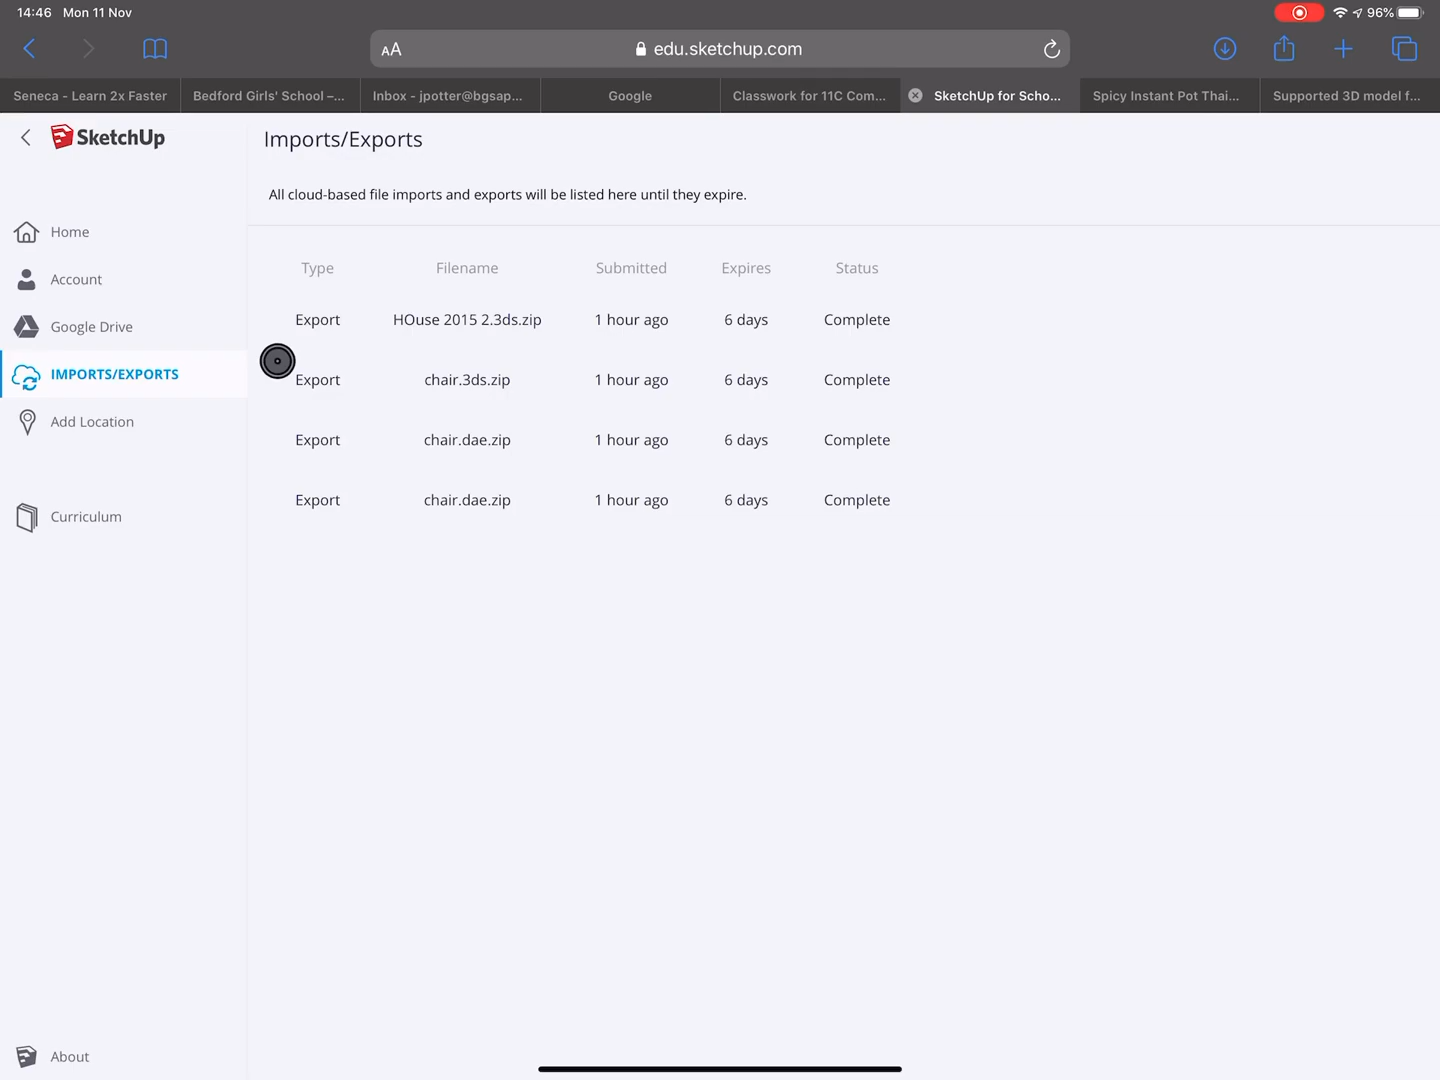 14:46 Mon 11 Nov
96%
AA
edu.sketchup.com
Seneca - Learn 2x Faster
Bedford Girls' School –...
Inbox - jpotter@bgsap...
Google
Classwork for 11C Com...
SketchUp for Scho...
Spicy Instant Pot Thai...
Supported 3D model f...
SketchUp
Imports/Exports
All cloud-based file imports and exports will be listed here until they expire.
Home
Account
Google Drive
IMPORTS/EXPORTS
Add Location
Curriculum
About
Type Filename Submitted Expires Status
Export HOuse 2015 2.3ds.zip 1 hour ago 6 days Complete
Export chair.3ds.zip 1 hour ago 6 days Complete
Export chair.dae.zip 1 hour ago 6 days Complete
Export chair.dae.zip 1 hour ago 6 days Complete